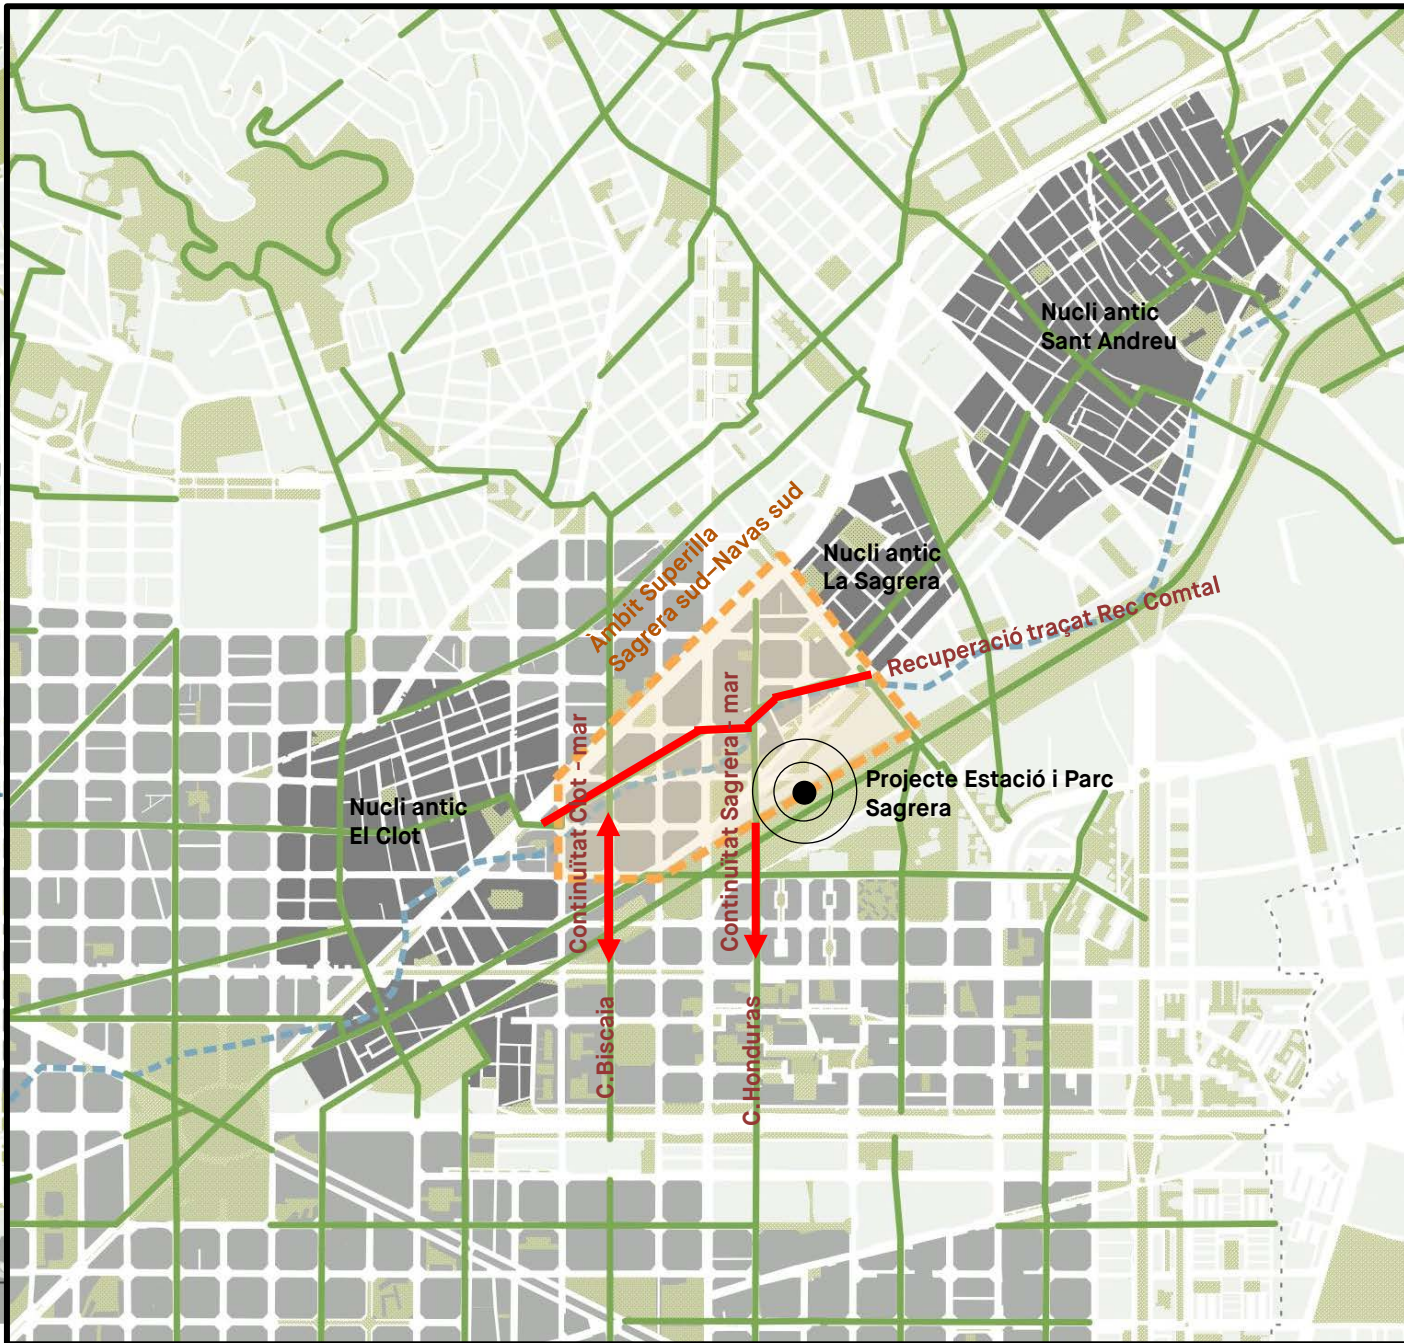 Nucli antic
Sant Andreu
Àmbit Superilla
Sagrera sud–Navas sud
Nucli antic
La Sagrera
Recuperació traçat Rec Comtal
Continuïtat Clot - mar
Continuïtat Sagrera - mar
Nucli antic
El Clot
Projecte Estació i Parc
Sagrera
C.Biscaia
C.Honduras